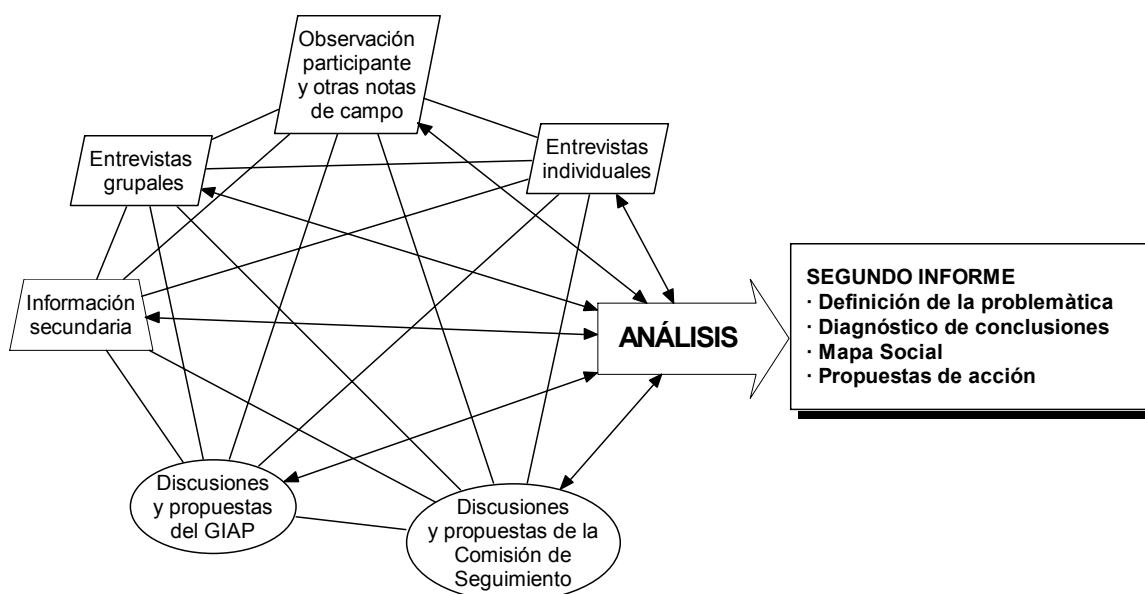 Observación
participante
y otras notas
de campo
Entrevistas
grupales
Entrevistas
individuales
Información
secundaria
ANÁLISIS
SEGUNDO INFORME
· Definición de la problemàtica
· Diagnóstico de conclusiones
· Mapa Social
· Propuestas de acción
Discusiones
y propuestas
del GIAP
Discusiones
y propuestas de la
Comisión de
Seguimiento